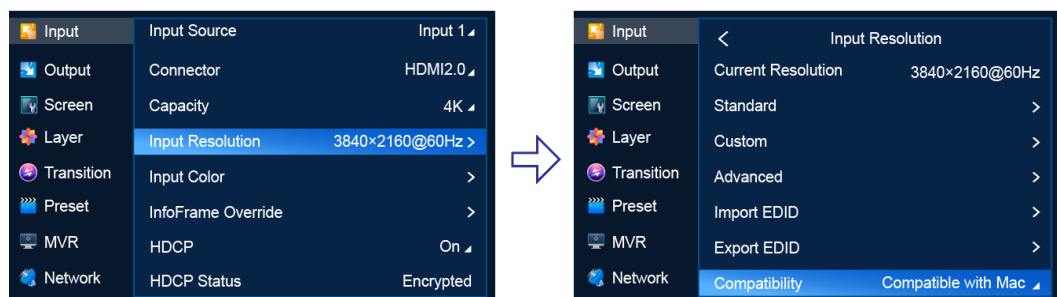 Input
Output
Screen
Layer
Transition
Preset
MVR
Network
Input Source Input 1
Connector HDMI2.0
Capacity 4K
Input Resolution 3840×2160@60Hz >
Input Color >
InfoFrame Override >
HDCP On
HDCP Status Encrypted
Input
Output
Screen
Layer
Transition
Preset
MVR
Network
< Input Resolution
Current Resolution 3840×2160@60Hz
Standard >
Custom >
Advanced >
Import EDID >
Export EDID >
Compatibility Compatible with Mac